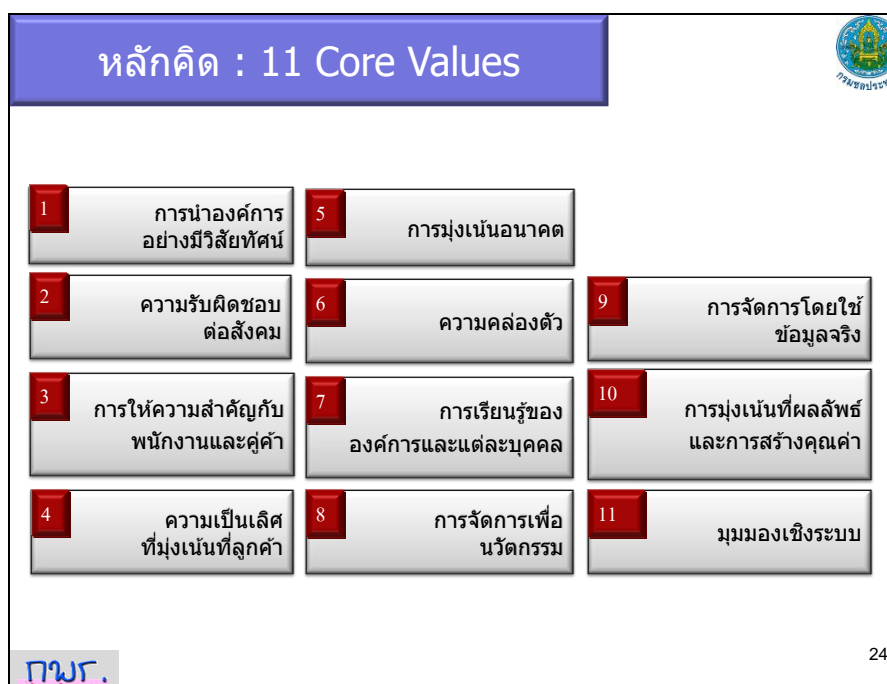 หลักคิด : 11 Core Values
1
การนำองค์การ
อย่างมีวิสัยทัศน์
2
ความรับผิดชอบ
ต่อสังคม
3
การให้ความสำคัญกับ
พนักงานและคู่ค้า
4
ความเป็นเลิศ
ที่มุ่งเน้นที่ลูกค้า
5
การมุ่งเน้นอนาคต
6
ความคล่องตัว
7
การเรียนรู้ของ
องค์การและแต่ละบุคคล
8
การจัดการเพื่อ
นวัตกรรม
9
การจัดการโดยใช้
ข้อมูลจริง
10
การมุ่งเน้นที่ผลลัพธ์
และการสร้างคุณค่า
11
มุมมองเชิงระบบ
กพร.
24